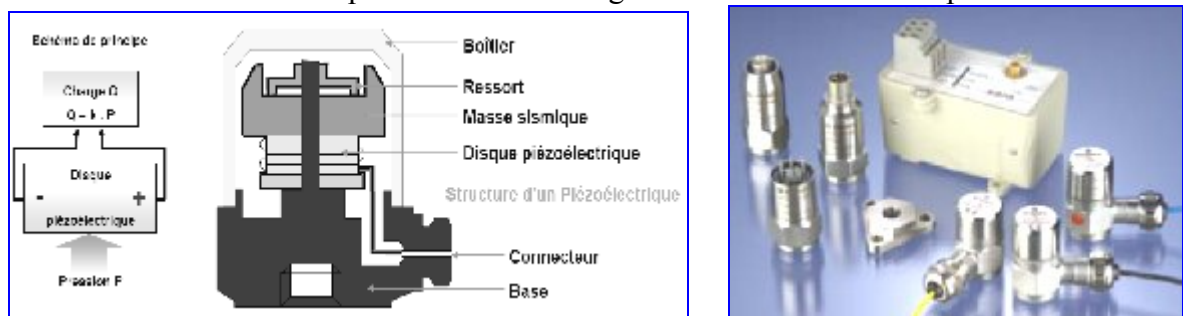 Schéma de principe
Charge Q
Q = k . P
Disque
- +
piézoélectrique
Pression P
Boîtier
Ressort
Masse sismique
Disque piézoélectrique
Structure d'un Piézoélectrique
Connecteur
Base